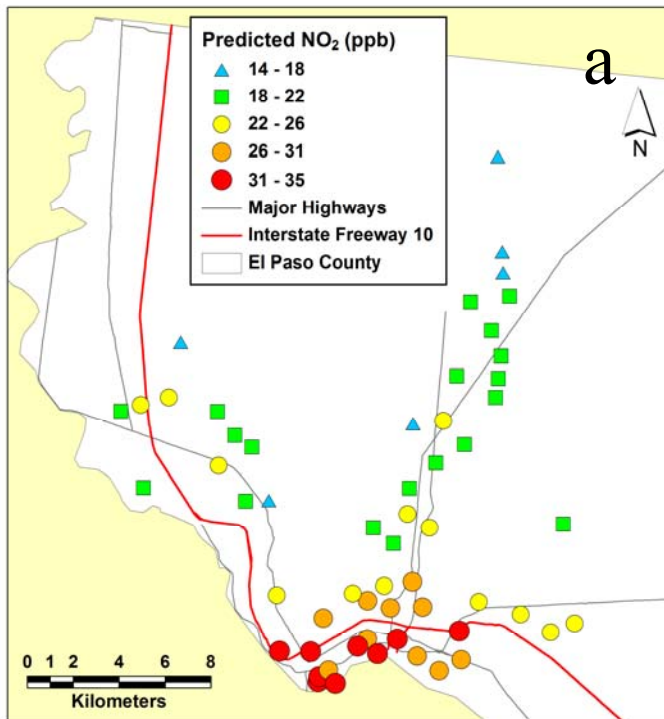 Predicted NO₂ (ppb)
14 - 18
18 - 22
22 - 26
26 - 31
31 - 35
Major Highways
Interstate Freeway 10
El Paso County
a
N
0 1 2 4 6 8
Kilometers